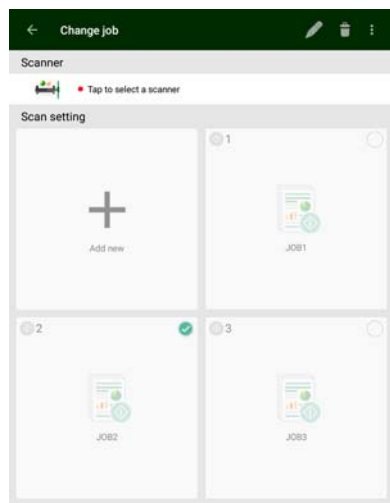 Change job
Scanner
Tap to select a scanner
Scan setting
Add new
1
JOB1
2
JOB2
3
JOB3